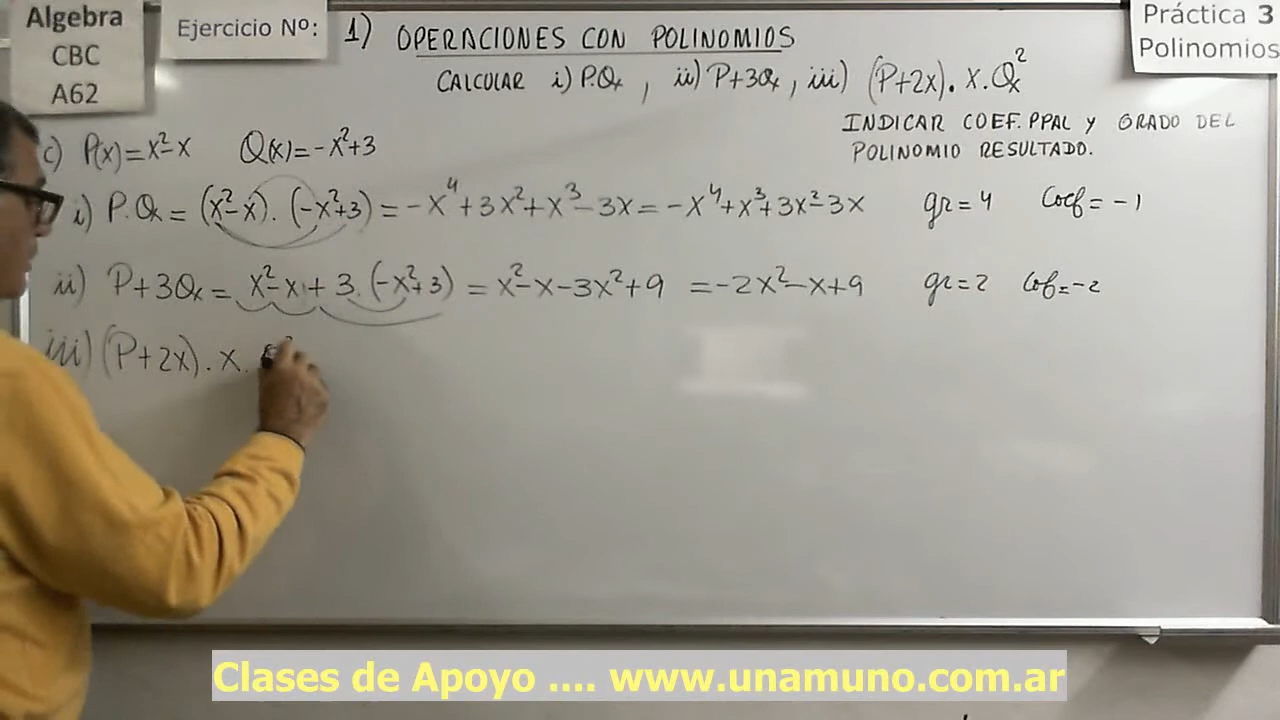 Algebra
CBC
A62
Ejercicio Nº:
1) OPERACIONES CON POLINOMIOS
CALCULAR i) P.Qx , ii) P+3Qx , iii) (P+2x). x.Qx²
Práctica 3
Polinomios
INDICAR COEF. PPAL y GRADO DEL
POLINOMIO RESULTADO.
c) P(x)=x²-x Q(x)=-x²+3
i) P.Qx = (x²-x). (-x²+3) = -x⁴+3x²+x³-3x = -x⁴+x³+3x²-3x gr=4 Coef=-1
ii) P+3Qx = x²-x+3.(-x²+3) = x²-x-3x²+9 = -2x²-x+9 gr=2 Cof=-2
iii) (P+2x). x.
Clases de Apoyo .... www.unamuno.com.ar